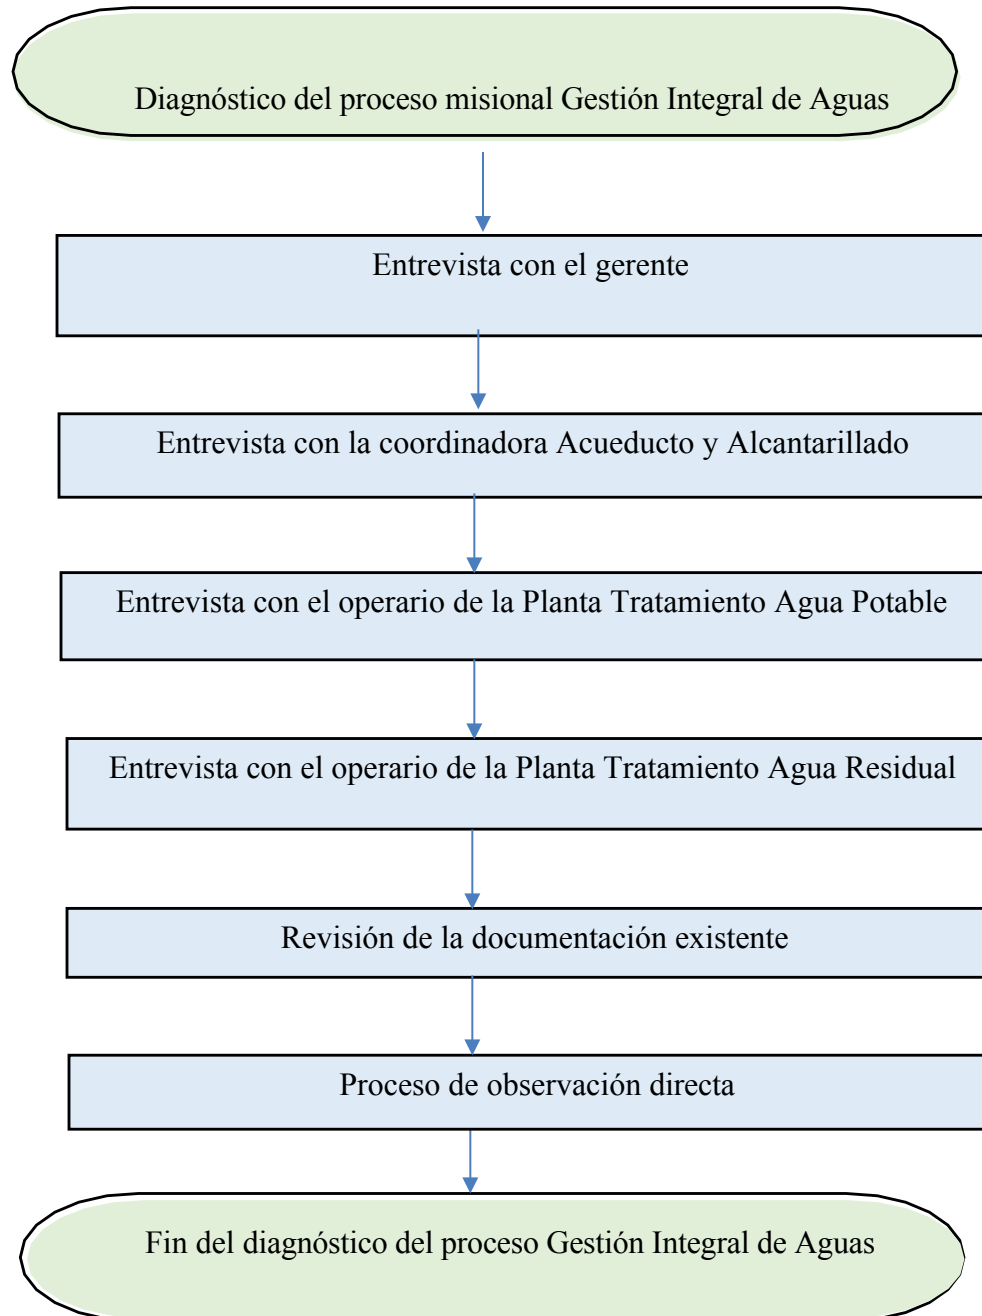 Diagnóstico del proceso misional Gestión Integral de Aguas
Entrevista con el gerente
Entrevista con la coordinadora Acueducto y Alcantarillado
Entrevista con el operario de la Planta Tratamiento Agua Potable
Entrevista con el operario de la Planta Tratamiento Agua Residual
Revisión de la documentación existente
Proceso de observación directa
Fin del diagnóstico del proceso Gestión Integral de Aguas